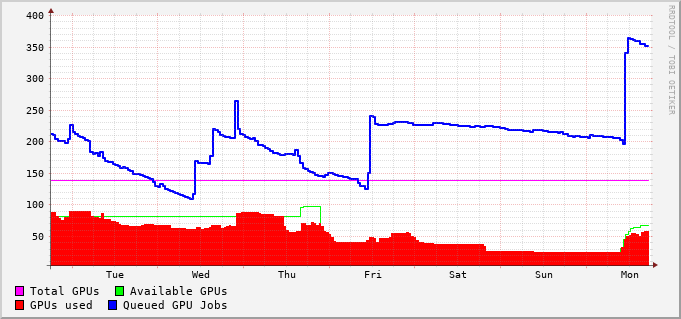 400
350
300
250
200
150
100
50
Tue Wed Thu Fri Sat Sun Mon
Total GPUs Available GPUs
GPUs used Queued GPU Jobs
RRDTOOL / TOBI OETIKER